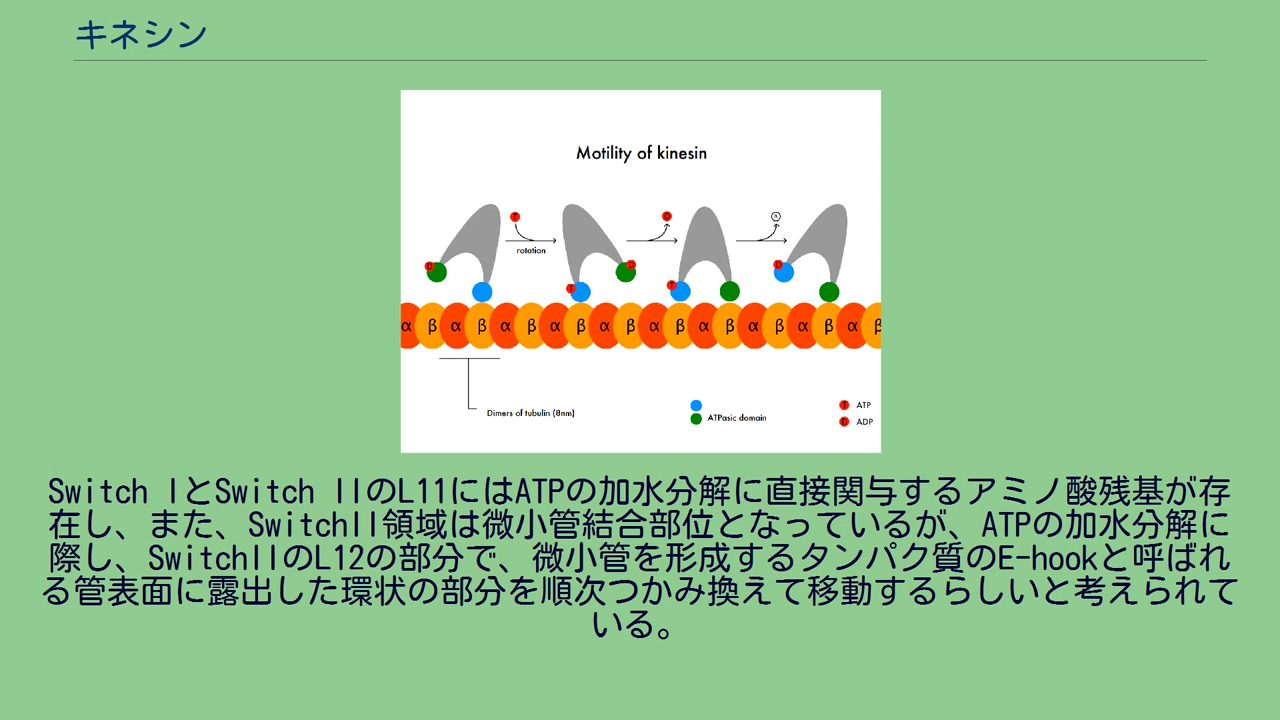 キネシン
Motility of kinesin
T
D
Pi
rotation
D
D
T
T
D
α β α β α β α β α β α β α β α β α β α β
Dimers of tubulin (8nm)
ATPasic domain
T ATP
D ADP
Switch IとSwitch IIのL11にはATPの加水分解に直接関与するアミノ酸残基が存
在し、また、SwitchII領域は微小管結合部位となっているが、ATPの加水分解に
際し、SwitchIIのL12の部分で、微小管を形成するタンパク質のE-hookと呼ばれ
る管表面に露出した環状の部分を順次つかみ換えて移動するらしいと考えられて
いる。